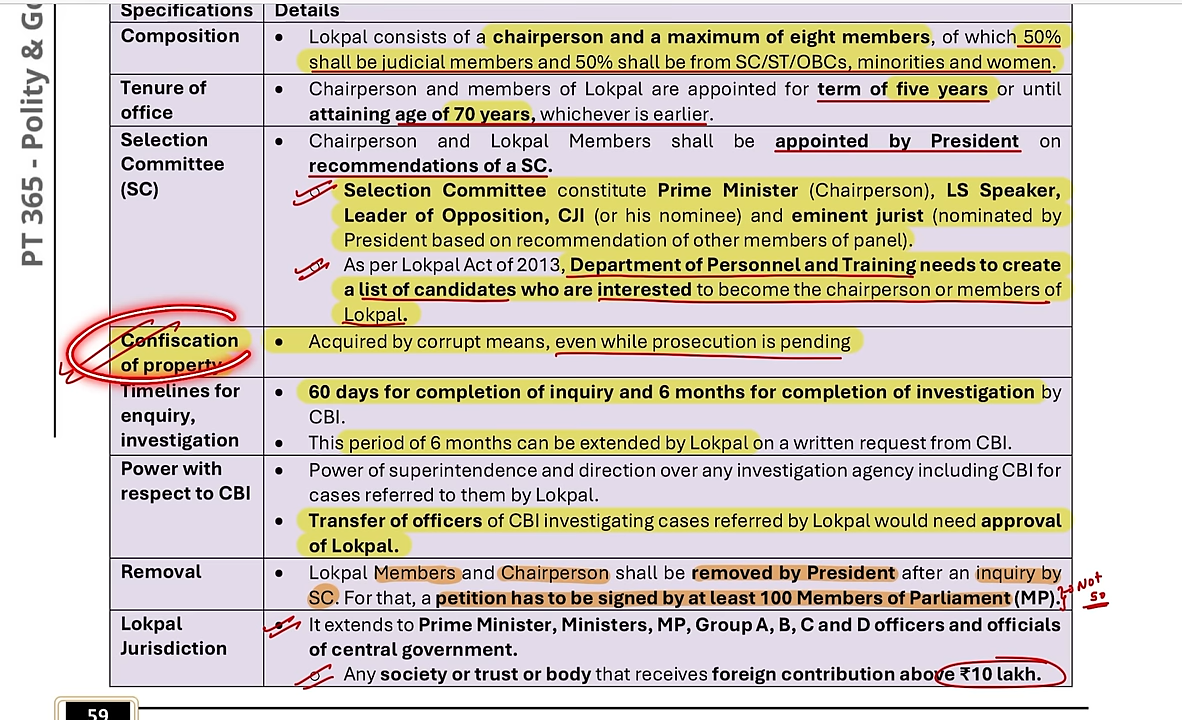 PT 365 - Polity & Go
Specifications Details
Composition • Lokpal consists of a chairperson and a maximum of eight members, of which 50%
shall be judicial members and 50% shall be from SC/ST/OBCs, minorities and women.
Tenure of • Chairperson and members of Lokpal are appointed for term of five years or until
office attaining age of 70 years, whichever is earlier.
Selection • Chairperson and Lokpal Members shall be appointed by President on
Committee recommendations of a SC.
(SC) Selection Committee constitute Prime Minister (Chairperson), LS Speaker,
Leader of Opposition, CJI (or his nominee) and eminent jurist (nominated by
President based on recommendation of other members of panel).
As per Lokpal Act of 2013, Department of Personnel and Training needs to create
a list of candidates who are interested to become the chairperson or members of
Lokpal.
Confiscation • Acquired by corrupt means, even while prosecution is pending
of property
Timelines for • 60 days for completion of inquiry and 6 months for completion of investigation by
enquiry, CBI.
investigation • This period of 6 months can be extended by Lokpal on a written request from CBI.
Power with • Power of superintendence and direction over any investigation agency including CBI for
respect to CBI cases referred to them by Lokpal.
• Transfer of officers of CBI investigating cases referred by Lokpal would need approval
of Lokpal.
Removal • Lokpal Members and Chairperson shall be removed by President after an inquiry by
SC. For that, a petition has to be signed by at least 100 Members of Parliament (MP).
Not
50
Lokpal • It extends to Prime Minister, Ministers, MP, Group A, B, C and D officers and officials
Jurisdiction of central government.
Any society or trust or body that receives foreign contribution above ₹10 lakh.
59